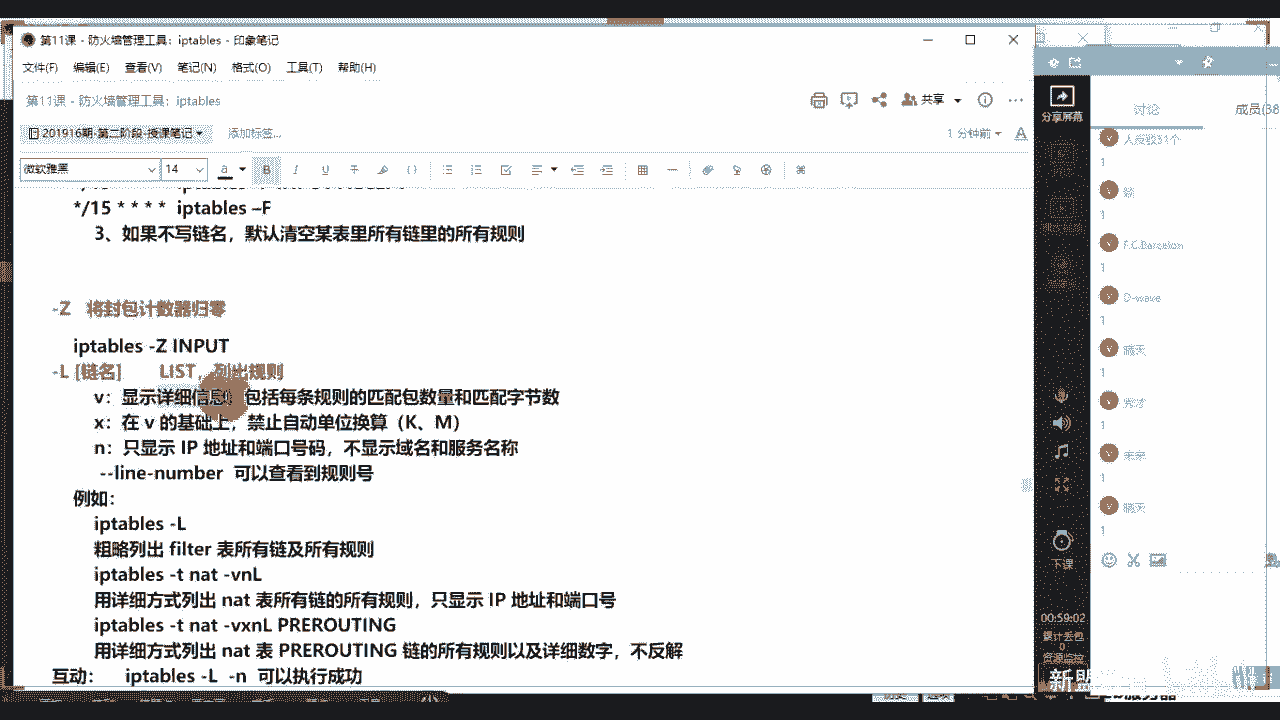 第11课 - 防火墙管理工具：iptables - 印象笔记
文件(F) 编辑(E) 查看(V) 笔记(N) 格式(O) 工具(T) 帮助(H)
第11课 - 防火墙管理工具：iptables
共享
201916期-第二阶段-授课笔记
添加标签...
1 分钟前
微软雅黑 14
*/15 * * * * iptables –F
3、如果不写链名，默认清空某表里所有链里的所有规则
-Z 将封包计数器归零
iptables -Z INPUT
-L [链名] LIST，列出规则
v：显示详细信息，包括每条规则的匹配包数量和匹配字节数
x：在 v 的基础上，禁止自动单位换算（K、M）
n：只显示 IP 地址和端口号码，不显示域名和服务名称
--line-number 可以查看到规则号
例如：
iptables -L
粗略列出 filter 表所有链及所有规则
iptables -t nat -vnL
用详细方式列出 nat 表所有链的所有规则，只显示 IP 地址和端口号
iptables -t nat -vxnL PREROUTING
用详细方式列出 nat 表 PREROUTING 链的所有规则以及详细数字，不反解
互动： iptables -L -n 可以执行成功
分享屏幕
下课
00:59:02
累计丢包
0
资源监控
讨论
成员(38
1
1
F.C.Barcelon
1
D-wave
1
晴天
1
1
1
晴天
1
新盟